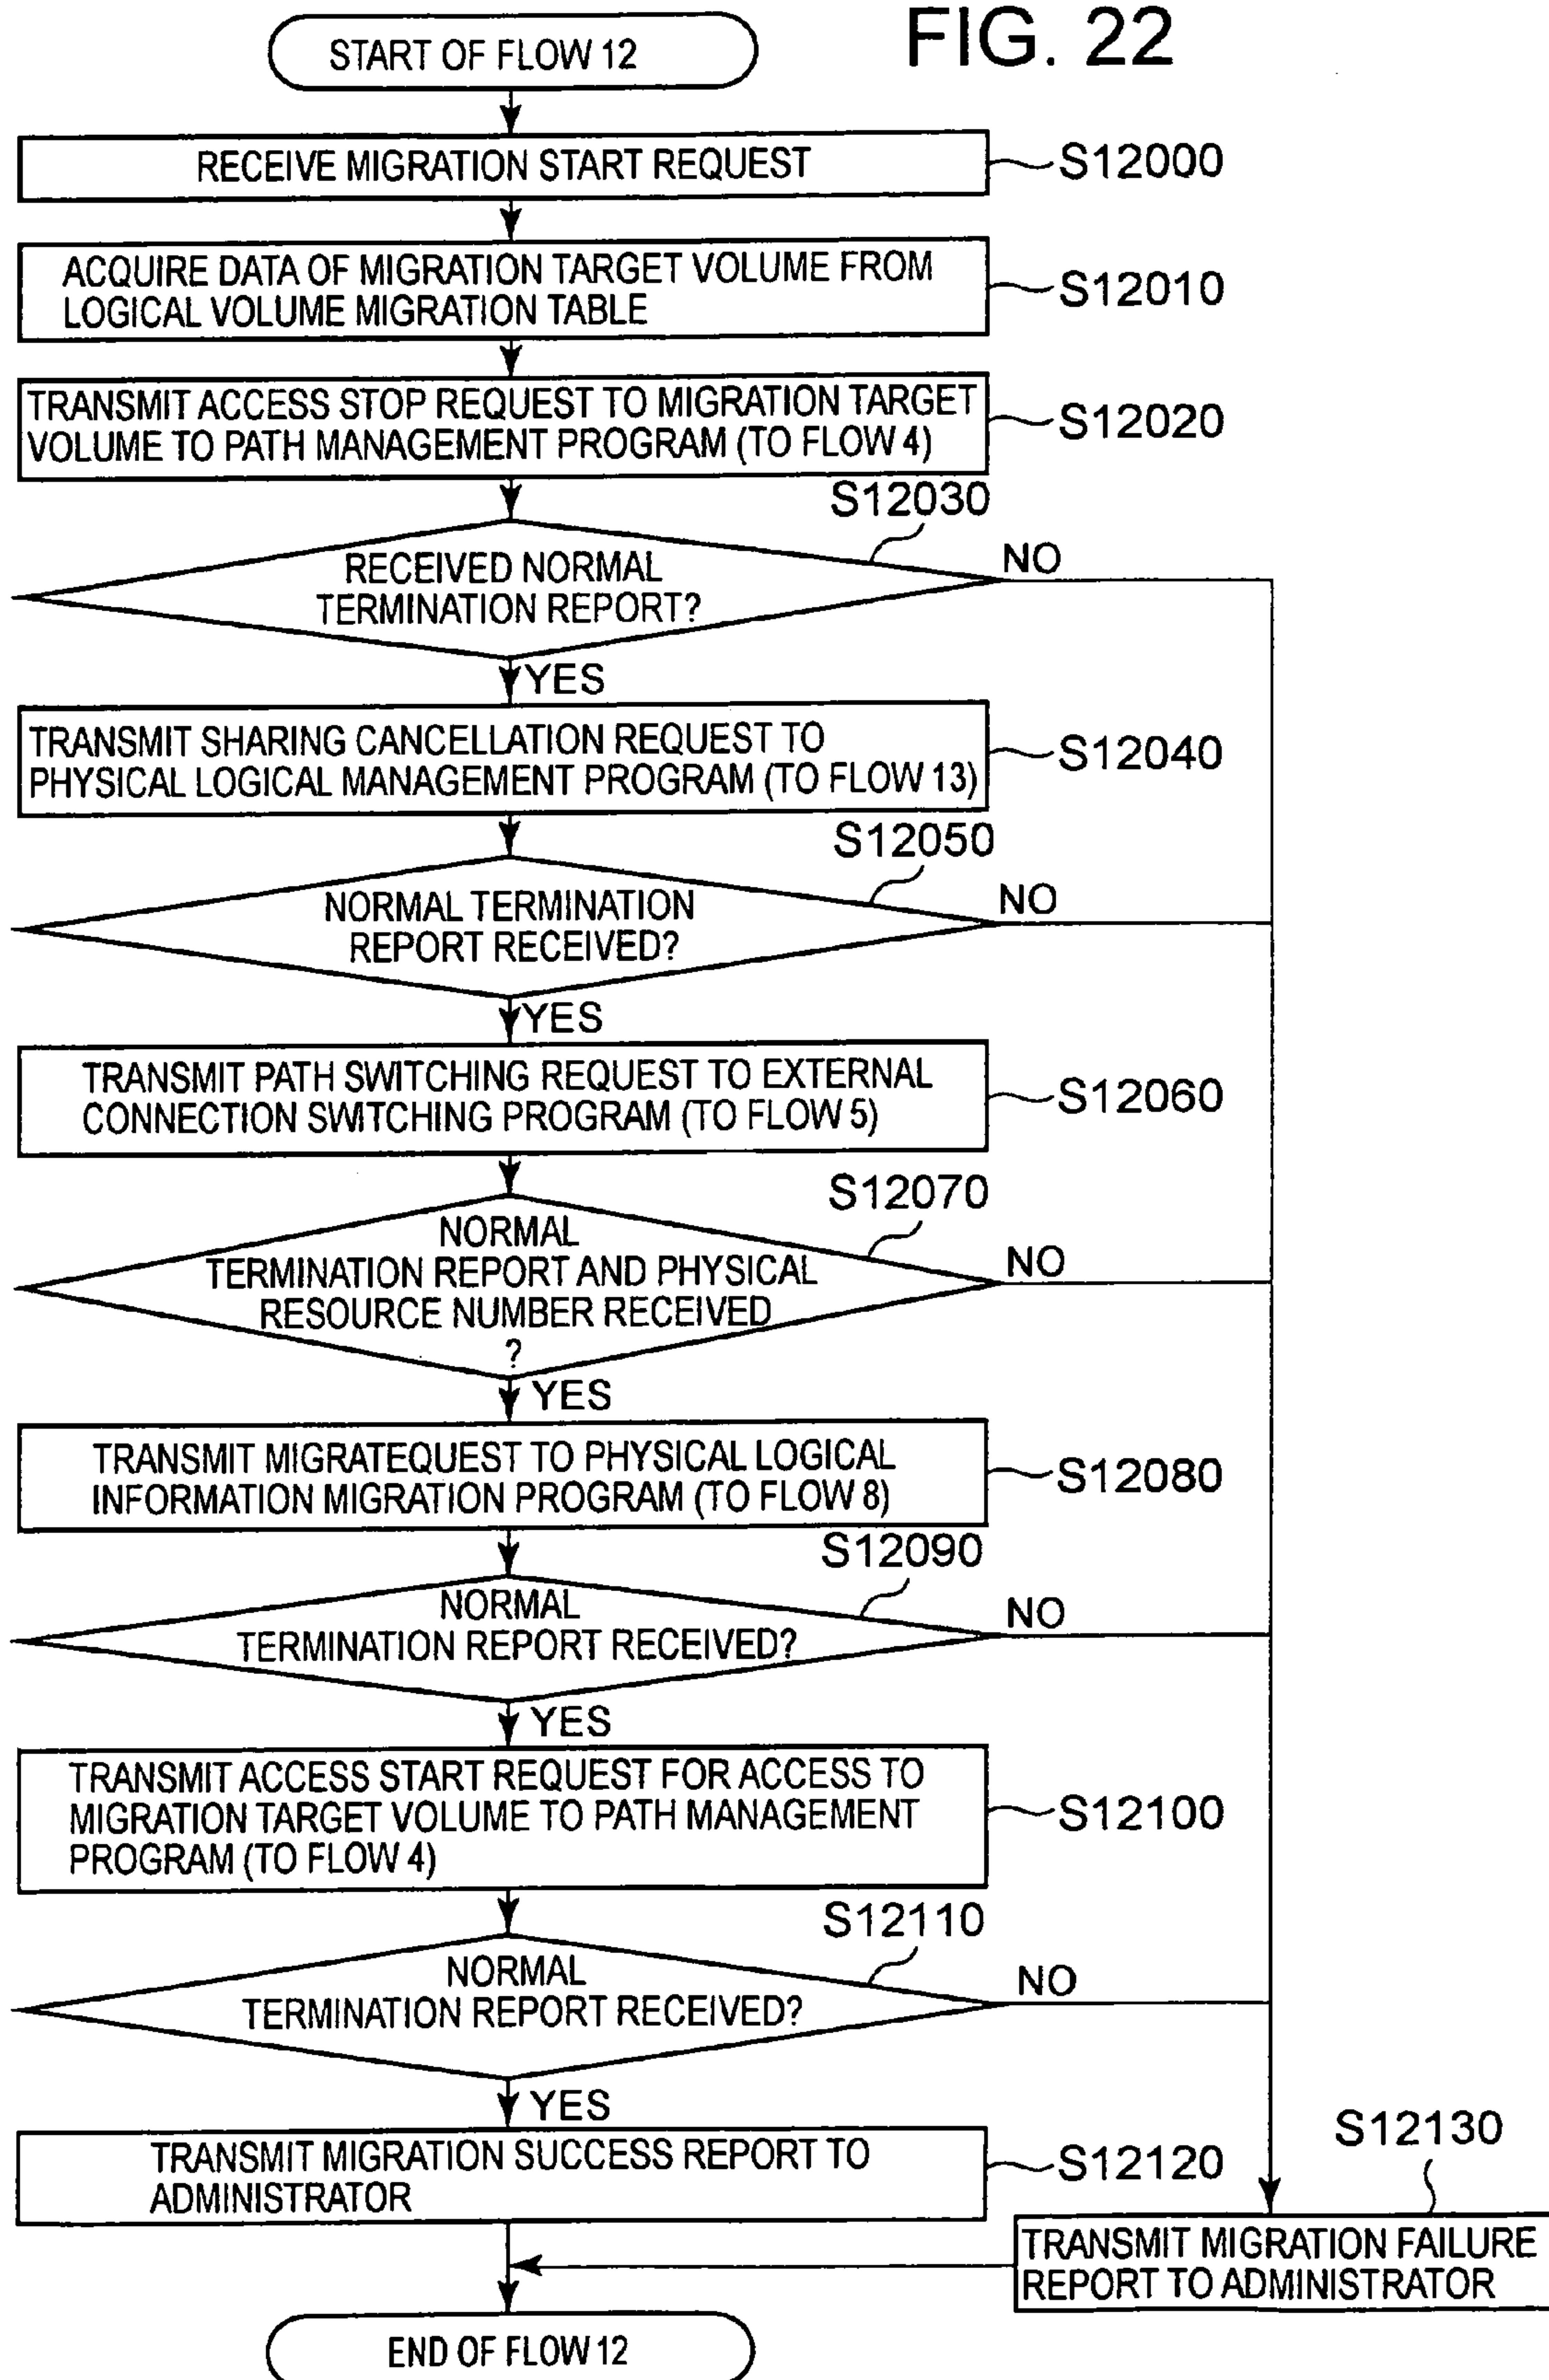 FIG. 22
START OF FLOW 12
RECEIVE MIGRATION START REQUEST
S12000
ACQUIRE DATA OF MIGRATION TARGET VOLUME FROM
LOGICAL VOLUME MIGRATION TABLE
S12010
TRANSMIT ACCESS STOP REQUEST TO MIGRATION TARGET
VOLUME TO PATH MANAGEMENT PROGRAM (TO FLOW 4)
S12020
S12030
RECEIVED NORMAL
TERMINATION REPORT?
NO
YES
TRANSMIT SHARING CANCELLATION REQUEST TO
PHYSICAL LOGICAL MANAGEMENT PROGRAM (TO FLOW 13)
S12040
S12050
NORMAL TERMINATION
REPORT RECEIVED?
NO
YES
TRANSMIT PATH SWITCHING REQUEST TO EXTERNAL
CONNECTION SWITCHING PROGRAM (TO FLOW 5)
S12060
S12070
NORMAL
TERMINATION REPORT AND PHYSICAL
RESOURCE NUMBER RECEIVED
?
NO
YES
TRANSMIT MIGRATEQUEST TO PHYSICAL LOGICAL
INFORMATION MIGRATION PROGRAM (TO FLOW 8)
S12080
S12090
NORMAL
TERMINATION REPORT RECEIVED?
NO
YES
TRANSMIT ACCESS START REQUEST FOR ACCESS TO
MIGRATION TARGET VOLUME TO PATH MANAGEMENT
PROGRAM (TO FLOW 4)
S12100
S12110
NORMAL
TERMINATION REPORT RECEIVED?
NO
YES
TRANSMIT MIGRATION SUCCESS REPORT TO
ADMINISTRATOR
S12120
S12130
TRANSMIT MIGRATION FAILURE
REPORT TO ADMINISTRATOR
END OF FLOW 12